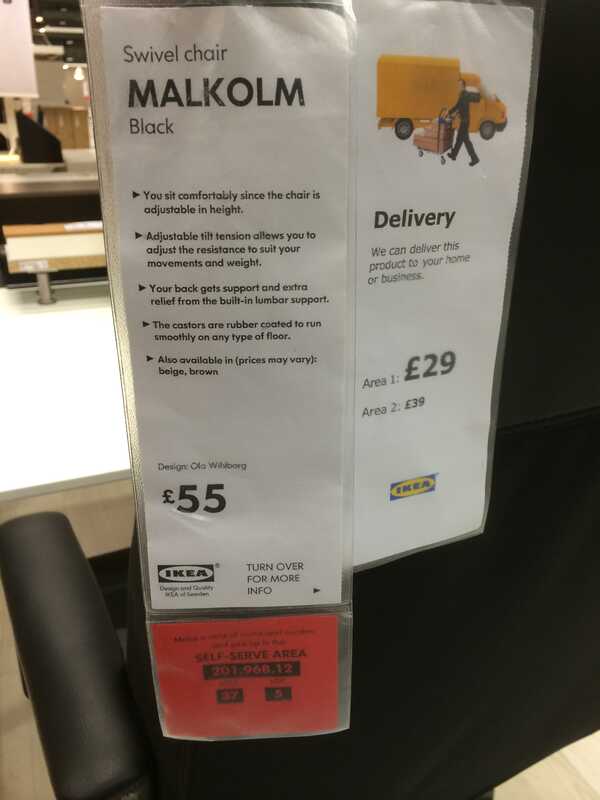 Swivel chair
MALKOLM
Black
▶ You sit comfortably since the chair is
adjustable in height.
▶ Adjustable tilt tension allows you to
adjust the resistance to suit your
movements and weight.
▶ Your back gets support and extra
relief from the built-in lumbar support.
▶ The castors are rubber coated to run
smoothly on any type of floor.
▶ Also available in (prices may vary):
beige, brown
Design: Ola Wihlborg
£55
IKEA®
Design and Quality
IKEA of Sweden
TURN OVER
FOR MORE
INFO ▶
SELF-SERVE AREA
201.968.12
37 5
Delivery
We can deliver this
product to your home
or business.
Area 1: £29
Area 2: £39
IKEA